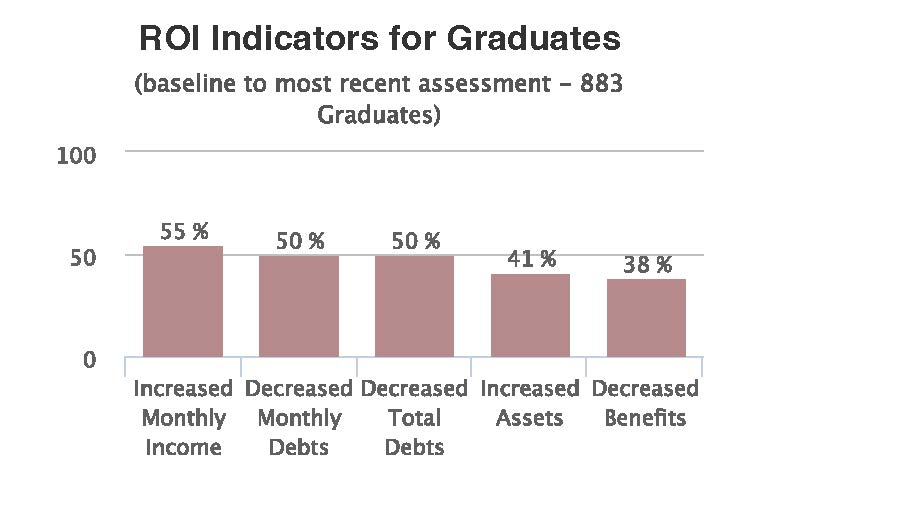 ROI Indicators for Graduates
(baseline to most recent assessment – 883
Graduates)
100
50
0
55 %
50 %
50 %
41 %
38 %
Increased
Monthly
Income
Decreased
Monthly
Debts
Decreased
Total
Debts
Increased
Assets
Decreased
Benefits